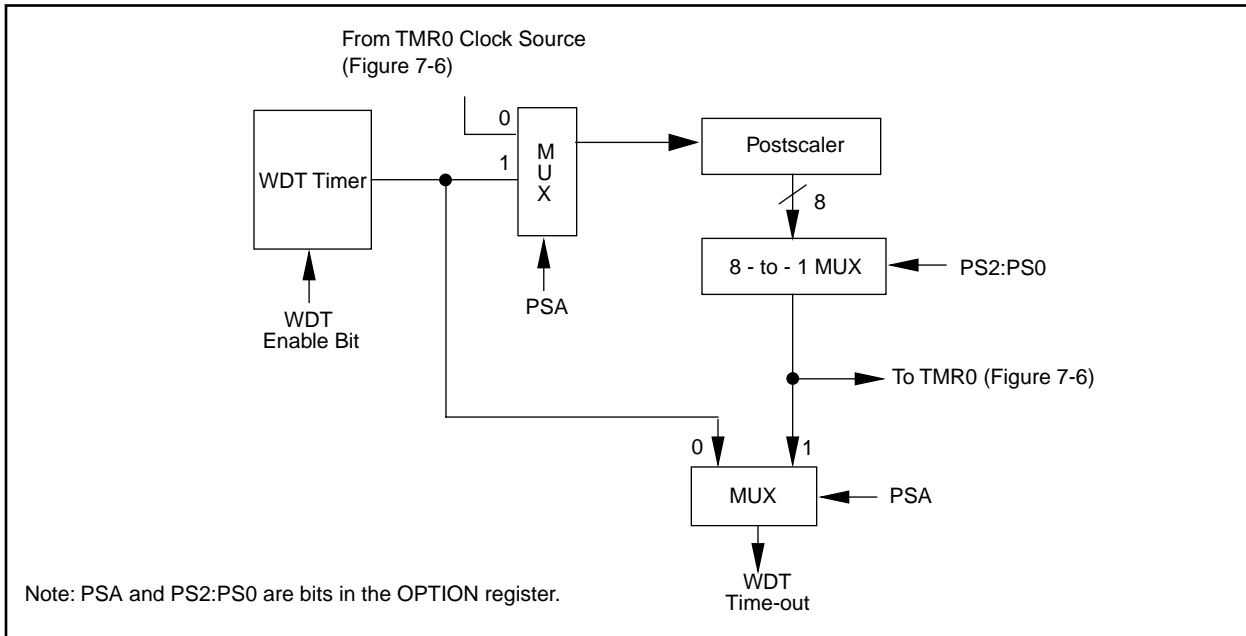 From TMR0 Clock Source
(Figure 7-6)
0
1
M
U
X
WDT Timer
Postscaler
8
8 - to - 1 MUX
PS2:PS0
PSA
WDT
Enable Bit
To TMR0 (Figure 7-6)
0
1
MUX
PSA
WDT
Time-out
Note: PSA and PS2:PS0 are bits in the OPTION register.